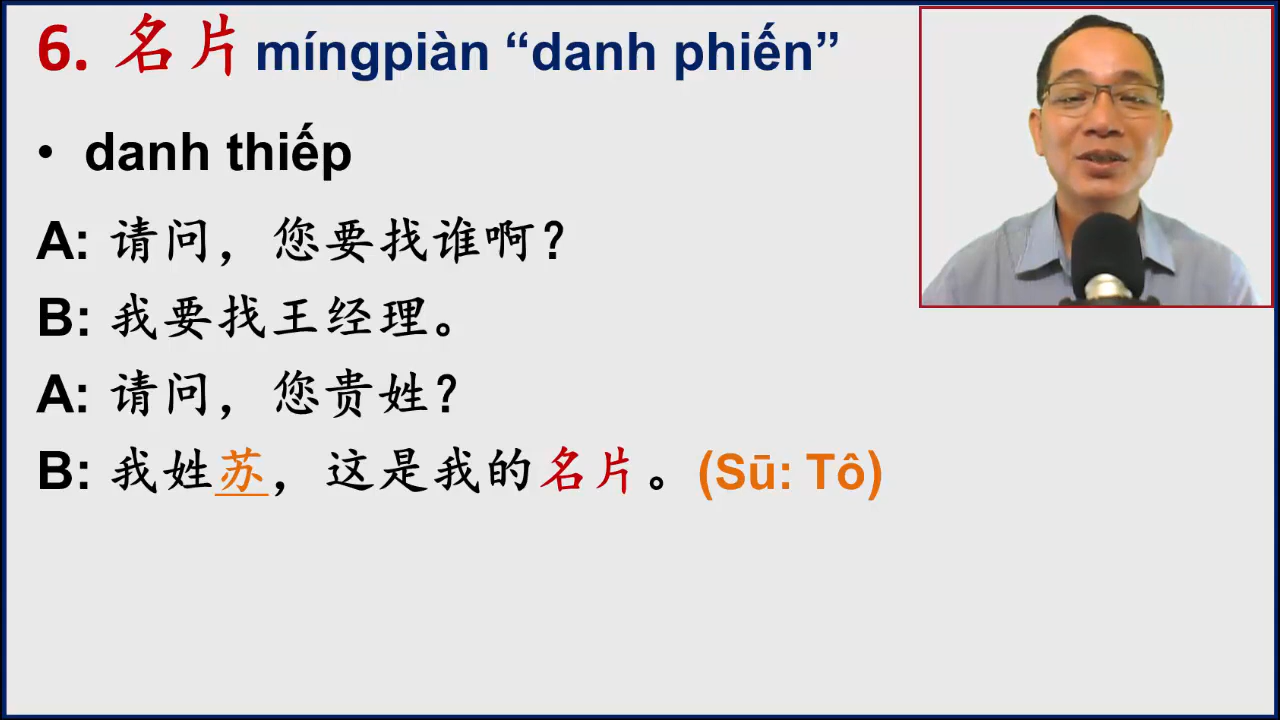 6. 名片 míngpiàn “danh phiến”
• danh thiếp
A: 请问，您要找谁啊？
B: 我要找王经理。
A: 请问，您贵姓？
B: 我姓苏，这是我的名片。(Sū: Tô)